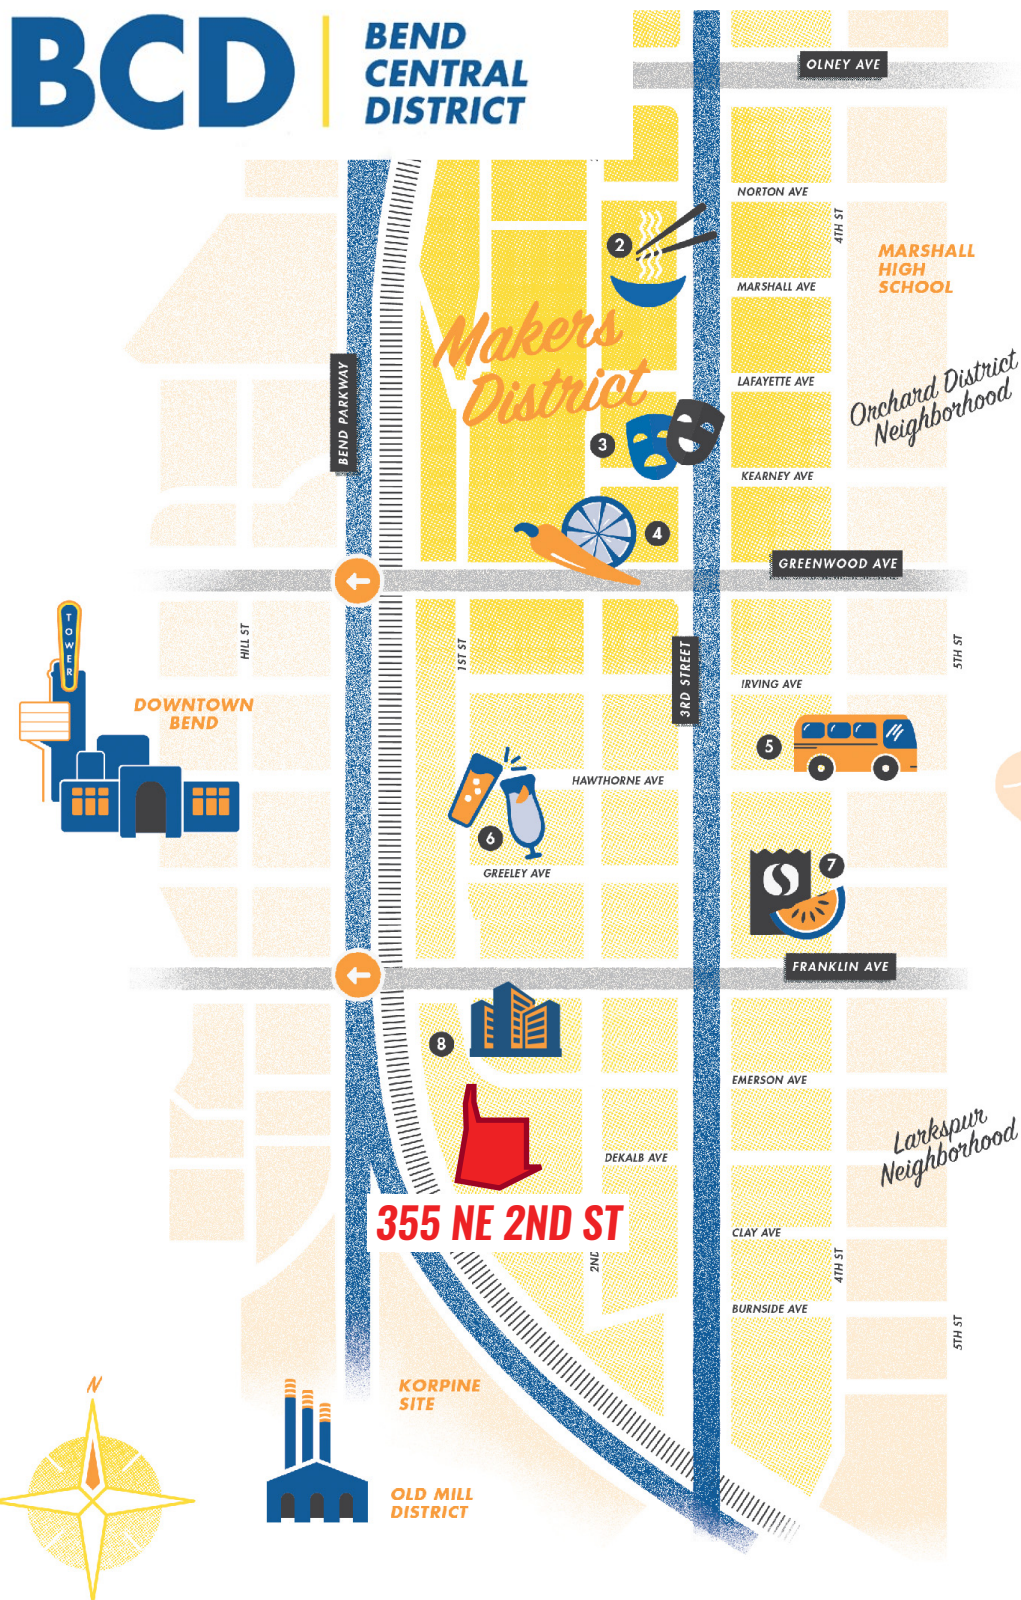 BCD
BEND
CENTRAL
DISTRICT
OLNEY AVE
NORTON AVE
4TH ST
2
MARSHALL
HIGH
SCHOOL
MARSHALL AVE
Makers
District
BEND PARKWAY
LAFAYETTE AVE
Orchard District
Neighborhood
3
KEARNEY AVE
4
GREENWOOD AVE
TOWER
HILL ST
1ST ST
3RD STREET
5TH ST
IRVING AVE
DOWNTOWN
BEND
5
HAWTHORNE AVE
6
GREELEY AVE
7
FRANKLIN AVE
8
EMERSON AVE
Larkspur
Neighborhood
DEKALB AVE
355 NE 2ND ST
CLAY AVE
2ND
4TH ST
BURNSIDE AVE
5TH ST
N
KORPINE
SITE
OLD MILL
DISTRICT